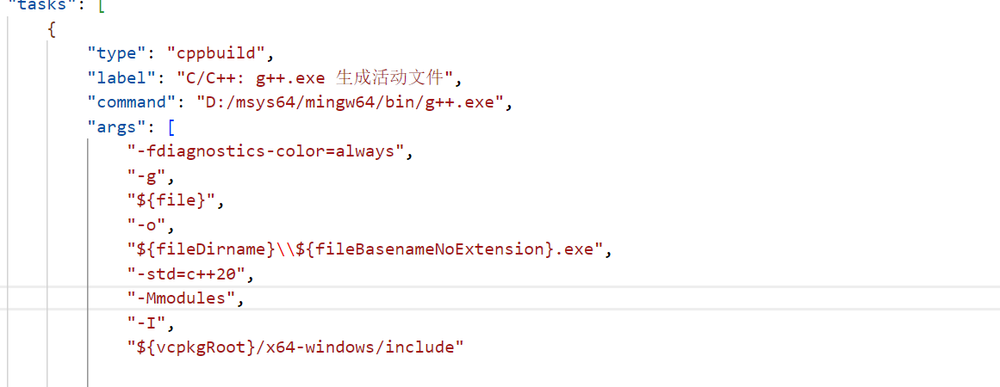 "tasks": [
{
"type": "cppbuild",
"label": "C/C++: g++.exe 生成活动文件",
"command": "D:/msys64/mingw64/bin/g++.exe",
"args": [
"-fdiagnostics-color=always",
"-g",
"${file}",
"-o",
"${fileDirname}\\${fileBasenameNoExtension}.exe",
"-std=c++20",
"-Mmodules",
"-I",
"${vcpkgRoot}/x64-windows/include"